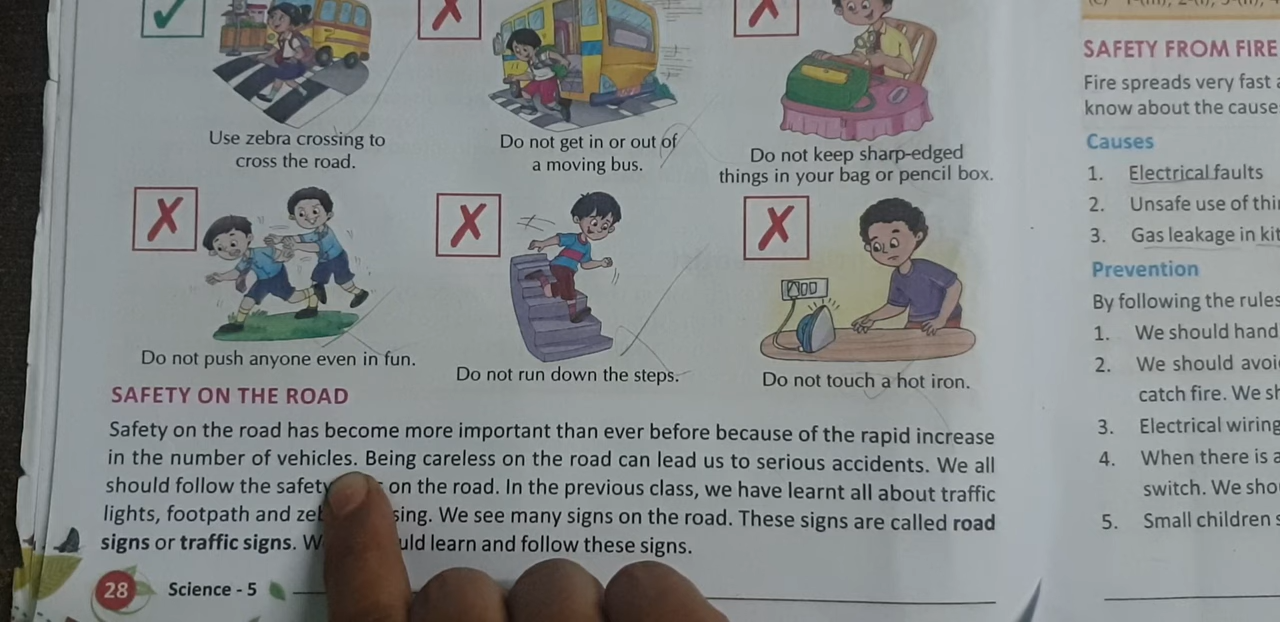 Use zebra crossing to
cross the road.
Do not get in or out of
a moving bus.
Do not keep sharp-edged
things in your bag or pencil box.
Do not push anyone even in fun.
Do not run down the steps.
Do not touch a hot iron.
SAFETY ON THE ROAD
Safety on the road has become more important than ever before because of the rapid increase
in the number of vehicles. Being careless on the road can lead us to serious accidents. We all
should follow the safety on the road. In the previous class, we have learnt all about traffic
lights, footpath and We see many signs on the road. These signs are called road
signs or traffic signs. learn and follow these signs.
28 Science - 5
SAFETY FROM FIRE
Fire spreads very fast
know about the cause
Causes
1. Electrical faults
2. Unsafe use of
3. Gas leakage in
Prevention
By following the rules
1. We should hand
2. We should
catch fire. We
3. Electrical wiring
4. When there is
switch. We
5. Small children